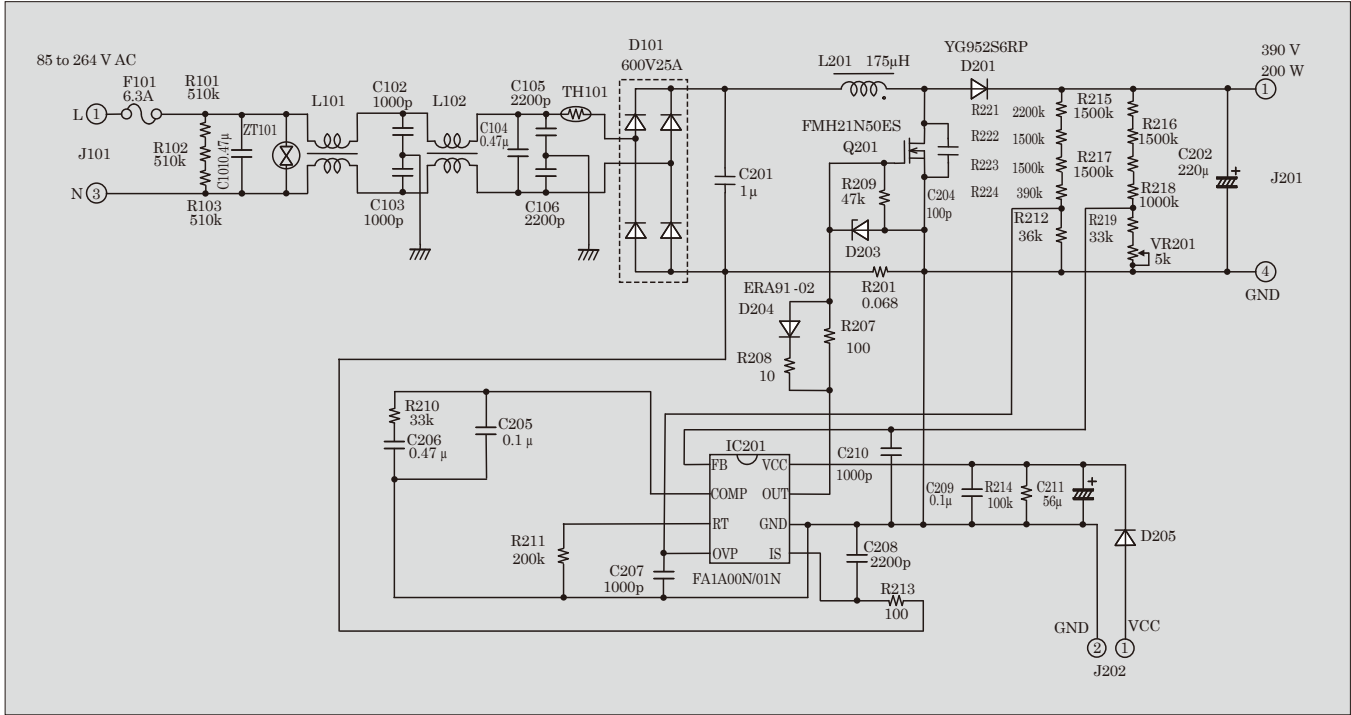 85 to 264 V AC
F101
6.3A
L 1
J101
N 3
R101
510k
R102
510k
R103
510k
C101 0.47μ
ZT101
L101
C102
1000p
C103
1000p
L102
C104
0.47μ
C105
2200p
C106
2200p
TH101
D101
600V25A
C201
1μ
L201 175μH
YG952S6RP
D201
FMH21N50ES
Q201
R209
47k
D203
C204
100p
R201
0.068
R221 2200k
R222 1500k
R223 1500k
R224 390k
R212
36k
R215
1500k
R216
1500k
R217
1500k
R218
1000k
R219
33k
VR201
5k
C202
220μ
390 V
200 W
1
J201
4
GND
ERA91-02
D204
R208
10
R207
100
R210
33k
C206
0.47 μ
C205
0.1 μ
R211
200k
C207
1000p
IC201
FB VCC
COMP OUT
RT GND
OVP IS
FA1A00N/01N
C210
1000p
C208
2200p
R213
100
C209
0.1μ
R214
100k
C211
56μ
D205
GND VCC
2 1
J202